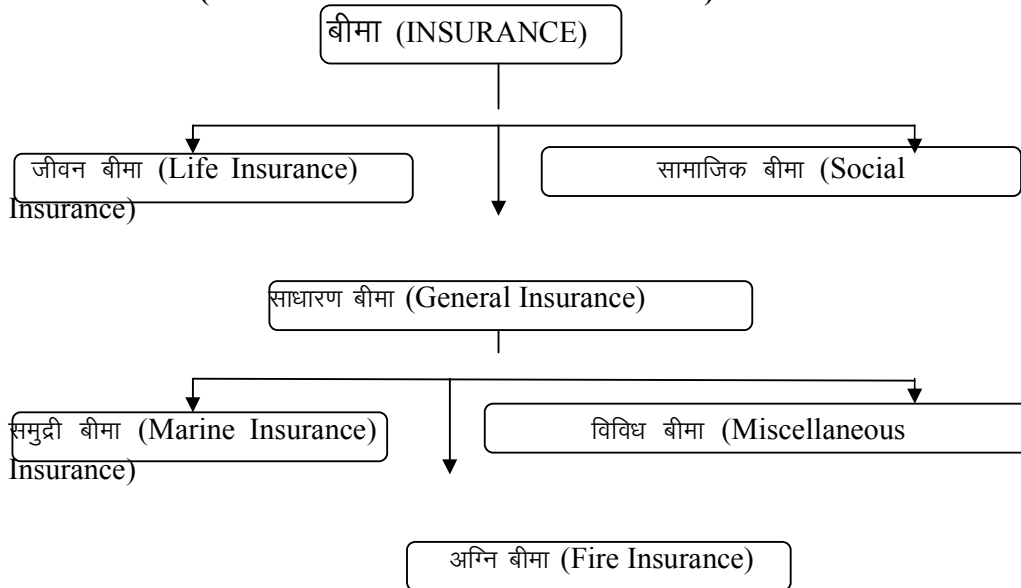 बीमा (INSURANCE)
जीवन बीमा (Life Insurance) सामाजिक बीमा (Social
Insurance)
साधारण बीमा (General Insurance)
समुद्री बीमा (Marine Insurance) विविध बीमा (Miscellaneous
Insurance)
अग्नि बीमा (Fire Insurance)